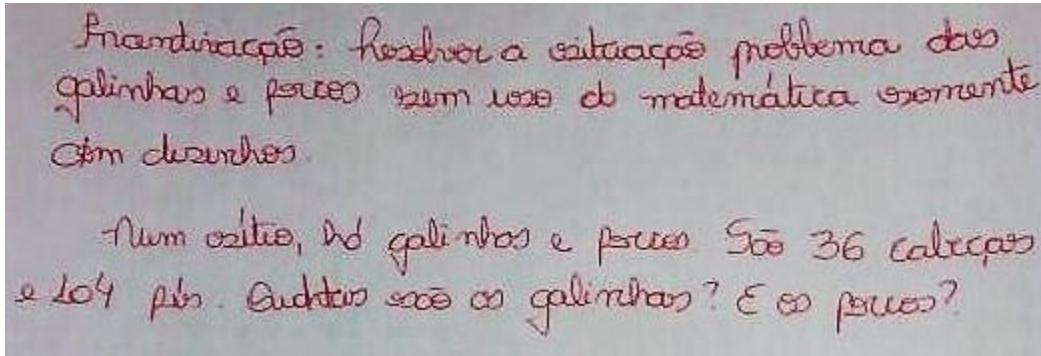 Resolver a situação problema das
galinhas e porcos sem uso da matemática somente
com desenhos.
Num sítio, há galinhas e porcos São 36 cabeças
e 104 pés. Quantas são as galinhas? E os porcos?